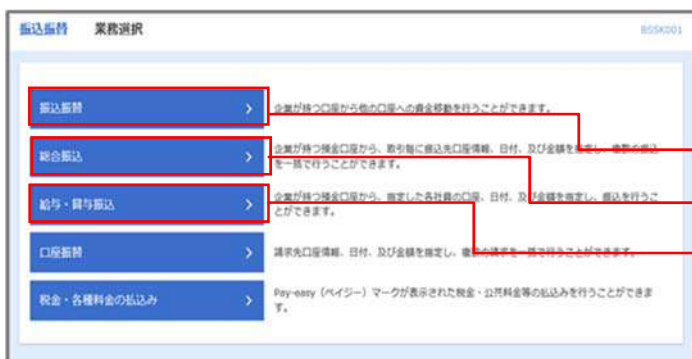 振込振替　業務選択
BSSK001
振込振替
企業が持つ口座から他の口座への資金移動を行うことができます。
総合振込
企業が持つ預金口座から、取引毎に振込先口座情報、日付、及び金額を指定し、複数の振込
を一括で行うことができます。
給与・賞与振込
企業が持つ預金口座から、指定した各社員の口座、日付、及び金額を指定し、振込を行うこ
とができます。
口座振替
請求先口座情報、日付、及び金額を指定し、複数の請求を一括で行うことができます。
税金・各種料金の払込み
Pay-easy（ペイジー）マークが表示された税金・公共料金等の払込みを行うことができま
す。